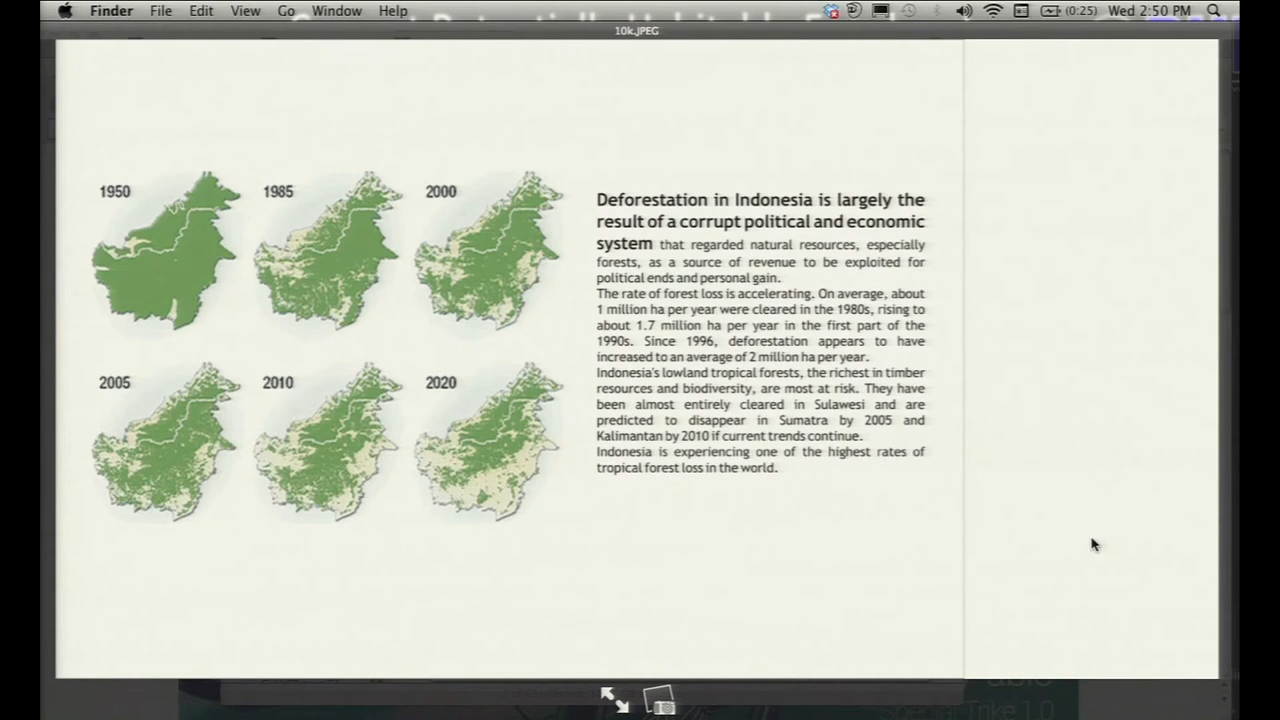 Finder File Edit View Go Window Help
(0:25) Wed 2:50 PM
10k.JPEG
1950
1985
2000
2005
2010
2020
Deforestation in Indonesia is largely the
result of a corrupt political and economic
system that regarded natural resources, especially
forests, as a source of revenue to be exploited for
political ends and personal gain.
The rate of forest loss is accelerating. On average, about
1 million ha per year were cleared in the 1980s, rising to
about 1.7 million ha per year in the first part of the
1990s. Since 1996, deforestation appears to have
increased to an average of 2 million ha per year.
Indonesia's lowland tropical forests, the richest in timber
resources and biodiversity, are most at risk. They have
been almost entirely cleared in Sulawesi and are
predicted to disappear in Sumatra by 2005 and
Kalimantan by 2010 if current trends continue.
Indonesia is experiencing one of the highest rates of
tropical forest loss in the world.
Trike 1.0